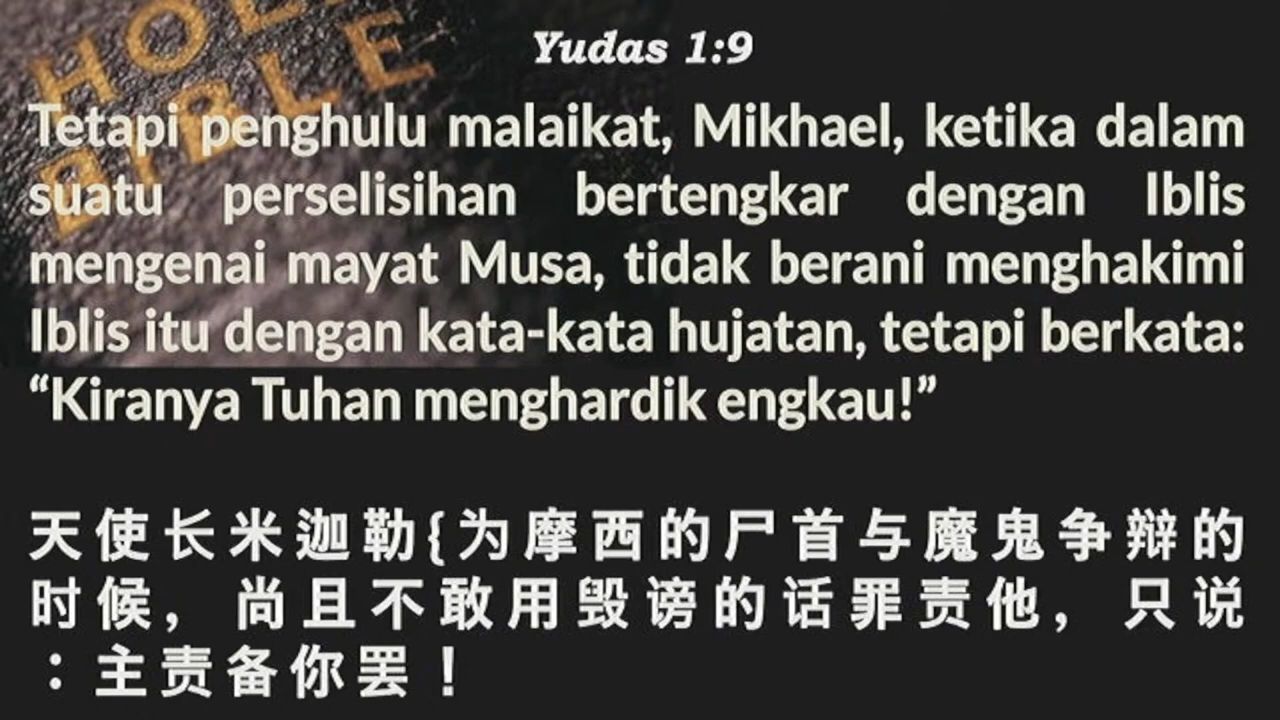 HOLY
BIBLE
Yudas 1:9
Tetapi penghulu malaikat, Mikhael, ketika dalam
suatu perselisihan bertengkar dengan Iblis
mengenai mayat Musa, tidak berani menghakimi
Iblis itu dengan kata-kata hujatan, tetapi berkata:
“Kiranya Tuhan menghardik engkau!”
天使长米迦勒{为摩西的尸首与魔鬼争辩的
时候，尚且不敢用毁谤的话罪责他，只说
：主责备你罢！